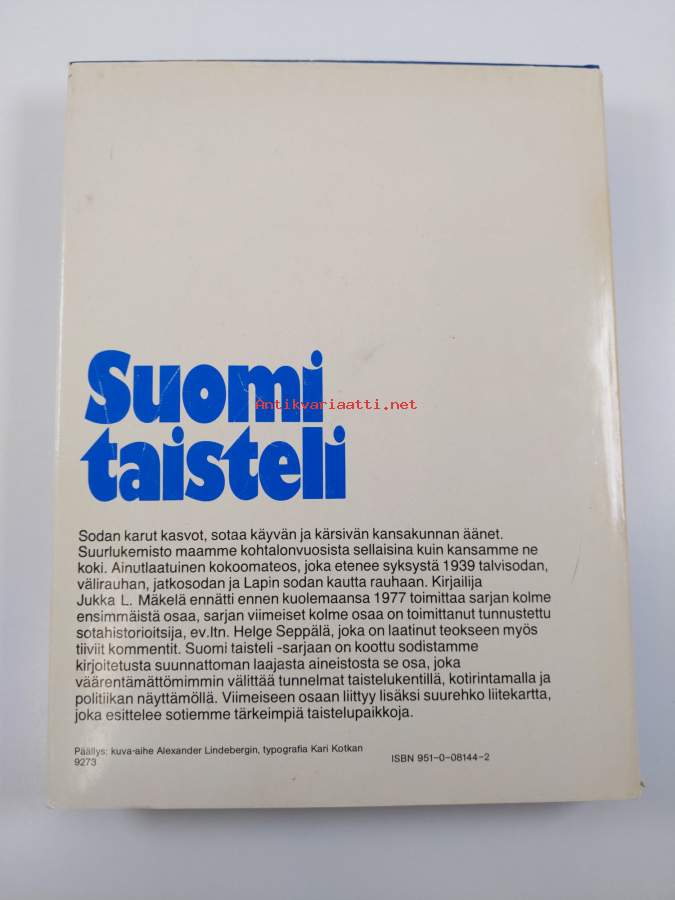 Suomi
Antikvariaatti.net
taisteli
Sodan karut kasvot, sotaa käyvän ja kärsivän kansakunnan äänet.
Suurlukemisto maamme kohtalonvuosista sellaisina kuin kansamme ne
koki. Ainutlaatuinen kokoomateos, joka etenee syksystä 1939 talvisodan,
välirauhan, jatkosodan ja Lapin sodan kautta rauhaan. Kirjailija
Jukka L. Mäkelä ennätti ennen kuolemaansa 1977 toimittaa sarjan kolme
ensimmäistä osaa, sarjan viimeiset kolme osaa on toimittanut tunnustettu
sotahistorioitsija, ev.ltn. Helge Seppälä, joka on laatinut teokseen myös
tiiviit kommentit. Suomi taisteli -sarjaan on koottu sodistamme
kirjoitetusta suunnattoman laajasta aineistosta se osa, joka
väärentämättömimmin välittää tunnelmat taistelukentillä, kotirintamalla ja
politiikan näyttämöllä. Viimeiseen osaan liittyy lisäksi suurehko liitekartta,
joka esittelee sotiemme tärkeimpiä taistelupaikkoja.
Päällys: kuva-aihe Alexander Lindebergin, typografia Kari Kotkan
9273
ISBN 951-0-08144-2